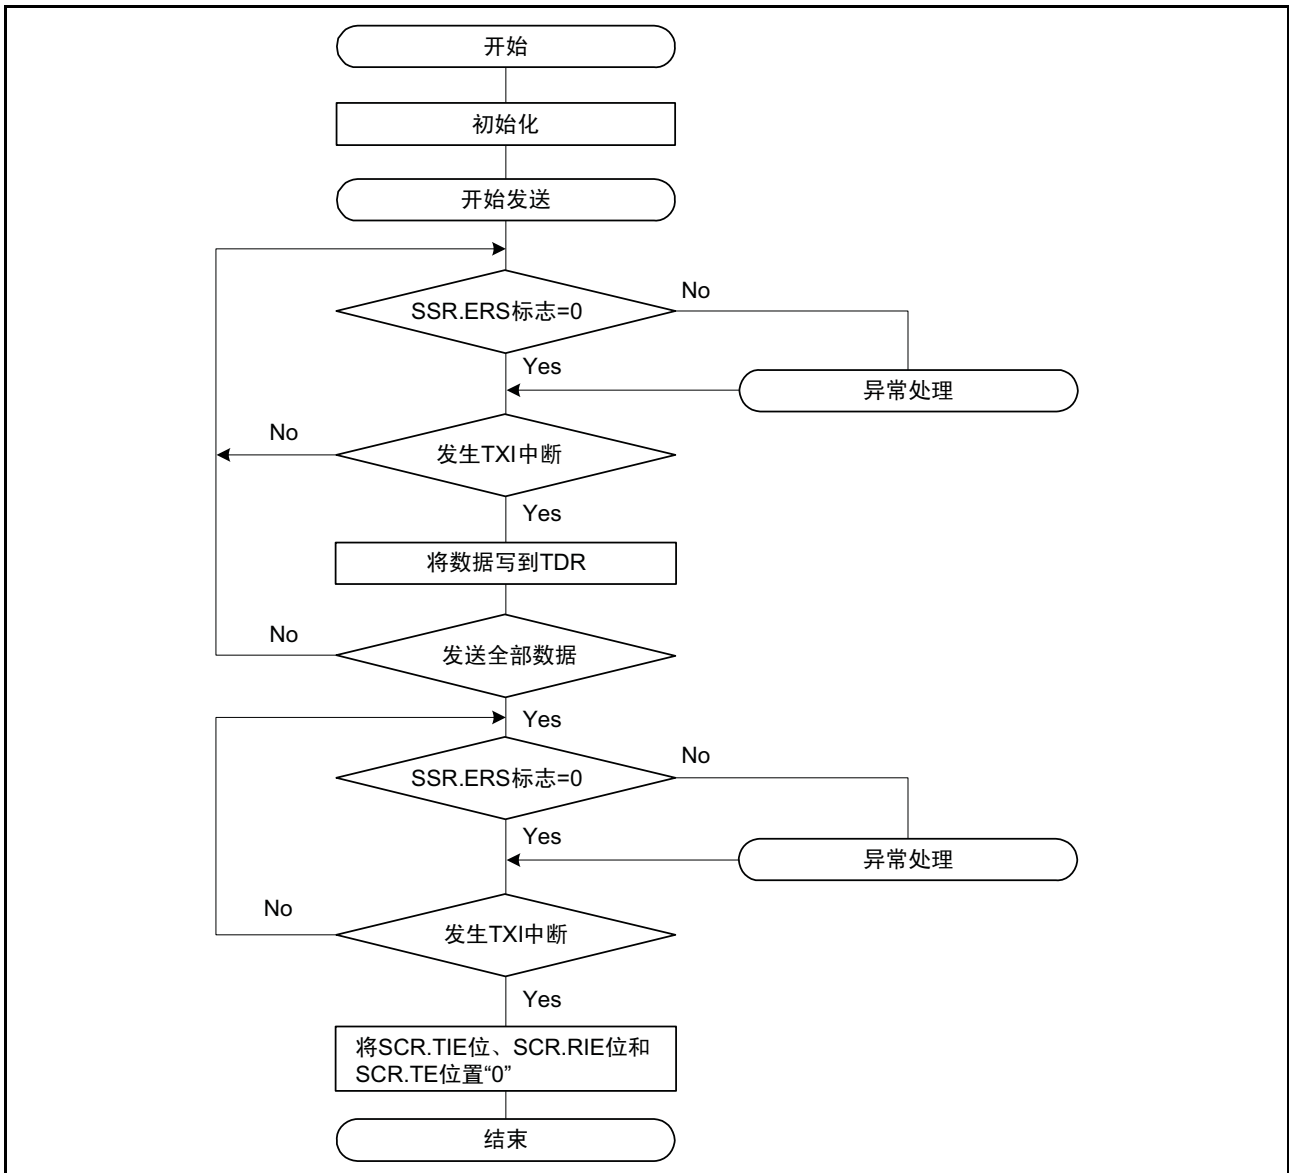 开始
初始化
开始发送
SSR.ERS标志=0
No
Yes
异常处理
No
发生TXI中断
Yes
将数据写到TDR
No
发送全部数据
Yes
SSR.ERS标志=0
No
Yes
异常处理
No
发生TXI中断
Yes
将SCR.TIE位、SCR.RIE位和
SCR.TE位置“0”
结束